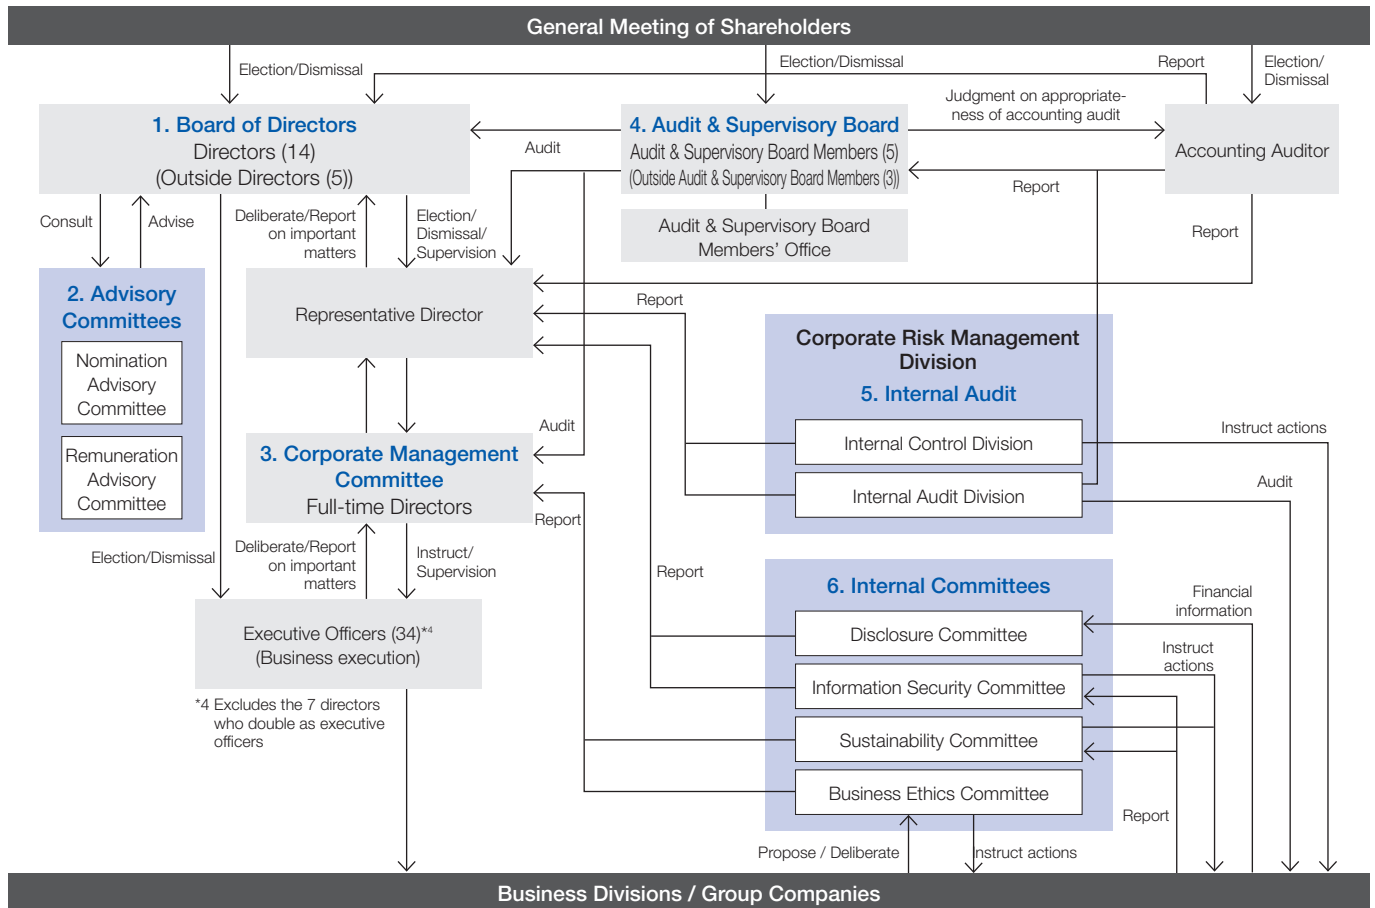 General Meeting of Shareholders
Election/Dismissal
Election/Dismissal
Report
Election/
Dismissal
1. Board of Directors
Directors (14)
(Outside Directors (5))
Audit
4. Audit & Supervisory Board
Audit & Supervisory Board Members (5)
(Outside Audit & Supervisory Board Members (3))
Audit & Supervisory Board
Members’ Office
Judgment on appropriate-
ness of accounting audit
Accounting Auditor
Report
Report
Consult
Advise
Deliberate/Report
on important
matters
Election/
Dismissal/
Supervision
2. Advisory
Committees
Nomination
Advisory
Committee
Remuneration
Advisory
Committee
Representative Director
Report
Corporate Risk Management
Division
5. Internal Audit
Internal Control Division
Internal Audit Division
Instruct actions
Audit
Audit
3. Corporate Management
Committee
Full-time Directors
Report
Election/Dismissal
Deliberate/Report
on important
matters
Instruct/
Supervision
Report
Executive Officers (34)*4
(Business execution)
*4 Excludes the 7 directors
who double as executive
officers
6. Internal Committees
Disclosure Committee
Information Security Committee
Sustainability Committee
Business Ethics Committee
Financial
information
Instruct
actions
Report
Propose / Deliberate
Instruct actions
Business Divisions / Group Companies